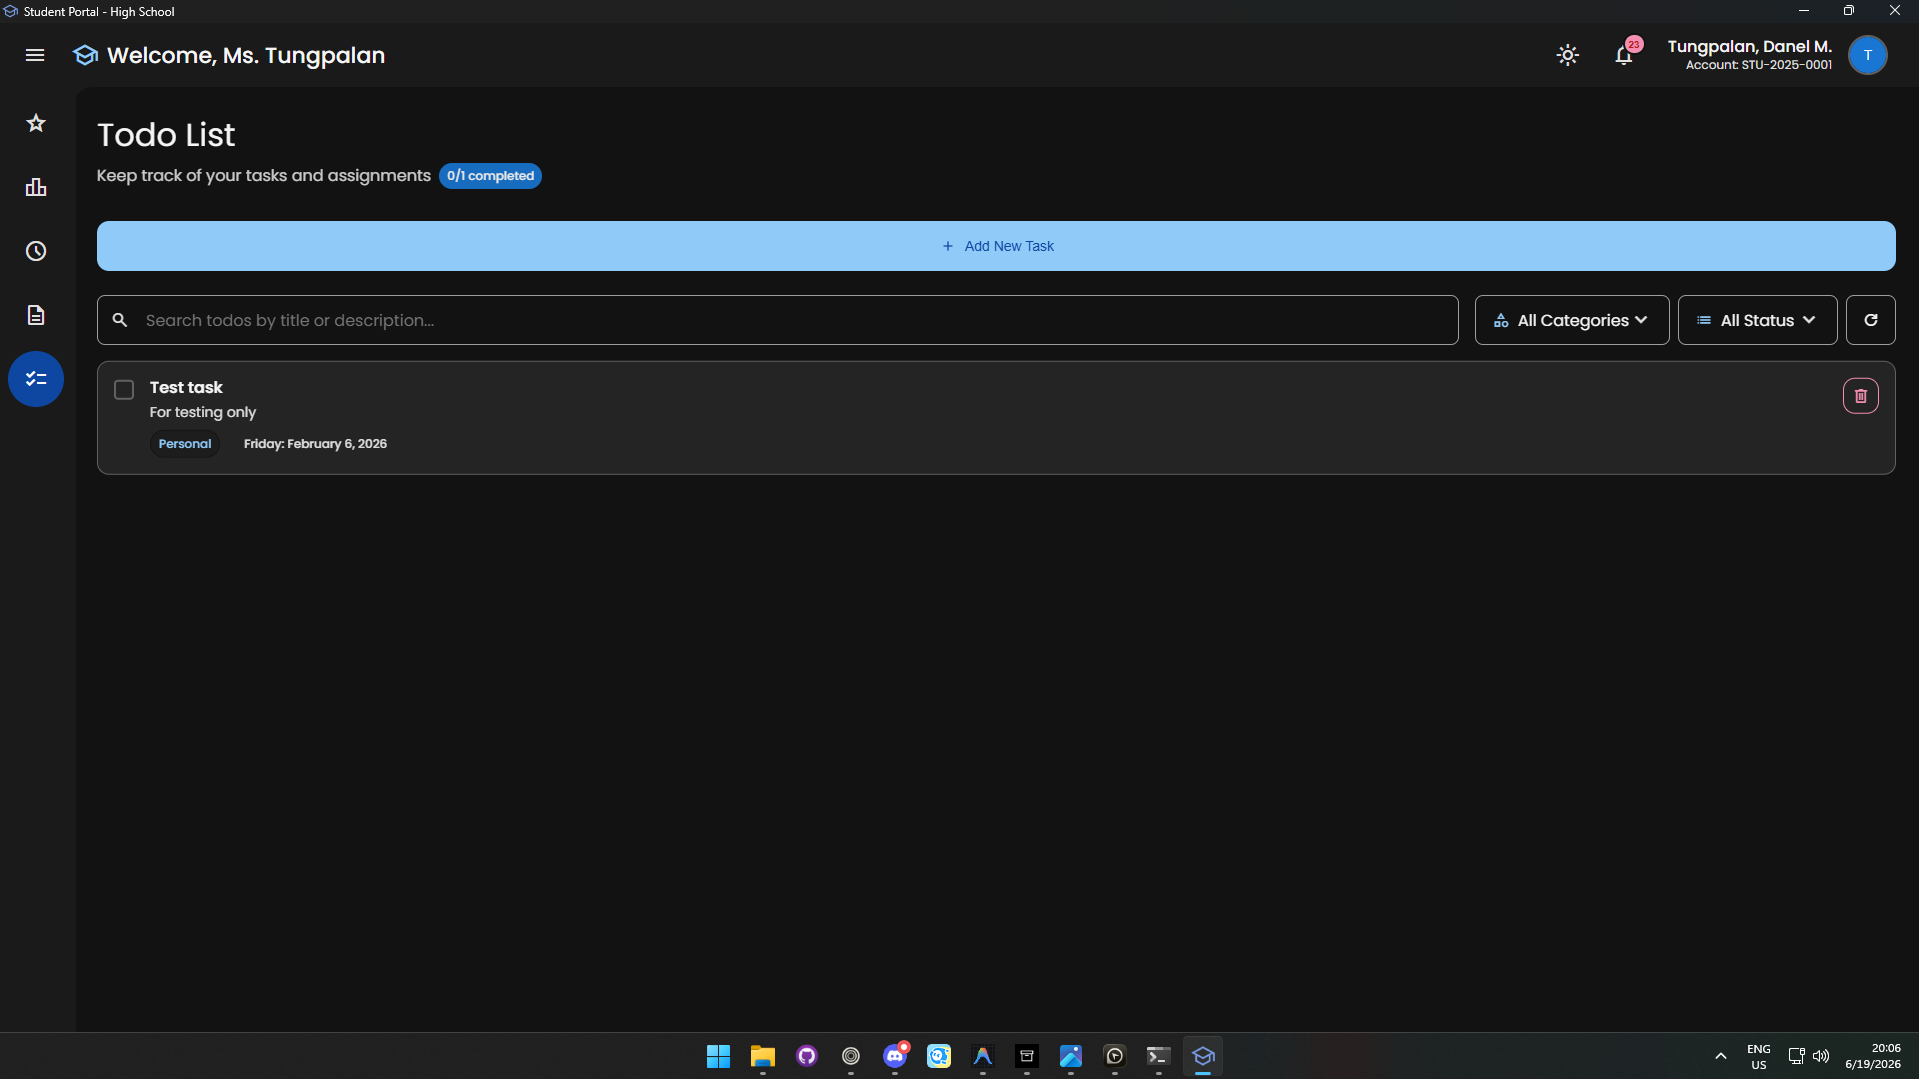 Student Portal - High School
Welcome, Ms. Tungpalan
23
Tungpalan, Danel M.
Account: STU-2025-0001
T
Todo List
Keep track of your tasks and assignments
0/1 completed
+ Add New Task
Search todos by title or description...
All Categories
All Status
Test task
For testing only
Personal
Friday: February 6, 2026
ENG
US
20:06
6/19/2026